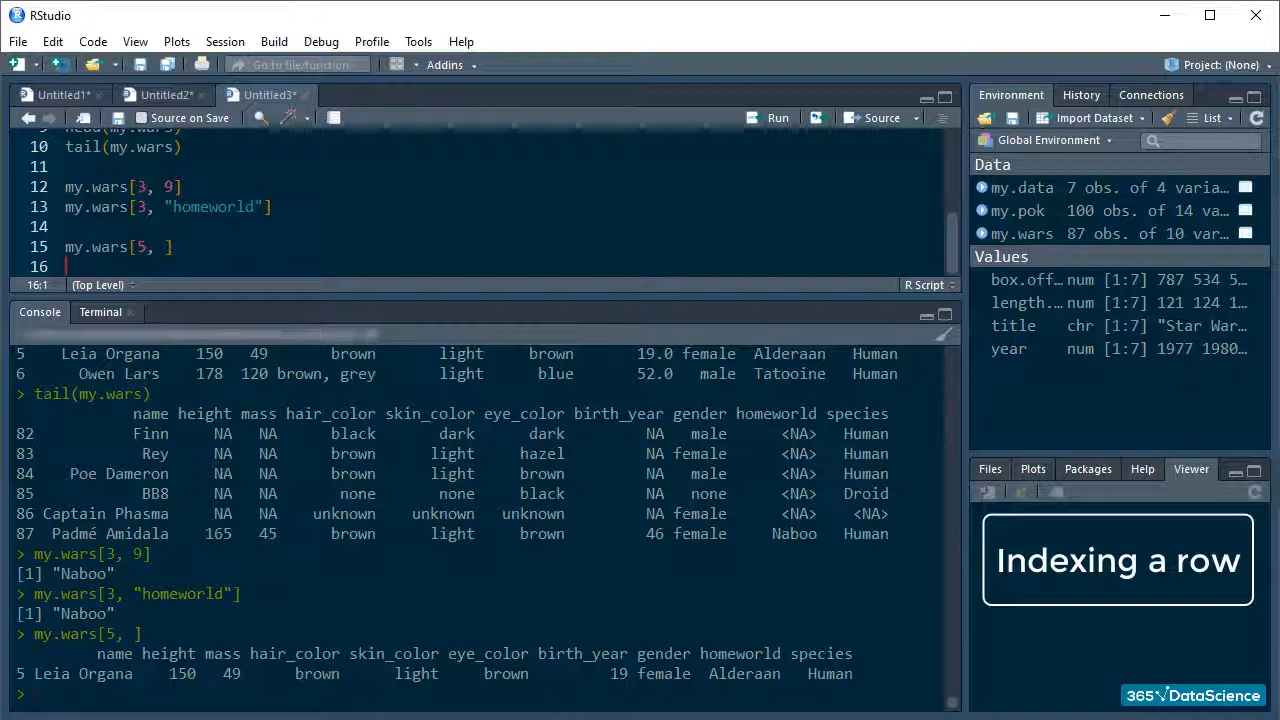 RStudio
File Edit Code View Plots Session Build Debug Profile Tools Help
Go to file/function Addins Project: (None)
Untitled1* Untitled2* Untitled3*
Source on Save Run Source
9 head(my.wars)
10 tail(my.wars)
11
12 my.wars[3, 9]
13 my.wars[3, "homeworld"]
14
15 my.wars[5, ]
16
16:1 (Top Level) R Script
Console Terminal
5 Leia Organa 150 49 brown light brown 19.0 female Alderaan Human
6 Owen Lars 178 120 brown, grey light blue 52.0 male Tatooine Human
> tail(my.wars)
name height mass hair_color skin_color eye_color birth_year gender homeworld species
82 Finn NA NA black dark dark NA male <NA> Human
83 Rey NA NA brown light hazel NA female <NA> Human
84 Poe Dameron NA NA brown light brown NA male <NA> Human
85 BB8 NA NA none none black NA none <NA> Droid
86 Captain Phasma NA NA unknown unknown unknown NA female <NA> <NA>
87 Padmé Amidala 165 45 brown light brown 46 female Naboo Human
> my.wars[3, 9]
[1] "Naboo"
> my.wars[3, "homeworld"]
[1] "Naboo"
> my.wars[5, ]
name height mass hair_color skin_color eye_color birth_year gender homeworld species
5 Leia Organa 150 49 brown light brown 19 female Alderaan Human
>
Environment History Connections
Import Dataset List
Global Environment
Data
my.data 7 obs. of 4 varia…
my.pok 100 obs. of 14 va…
my.wars 87 obs. of 10 var…
Values
box.off… num [1:7] 787 534 5…
length.… num [1:7] 121 124 1…
title chr [1:7] "Star War…
year num [1:7] 1977 1980…
Files Plots Packages Help Viewer
Indexing a row
365 DataScience